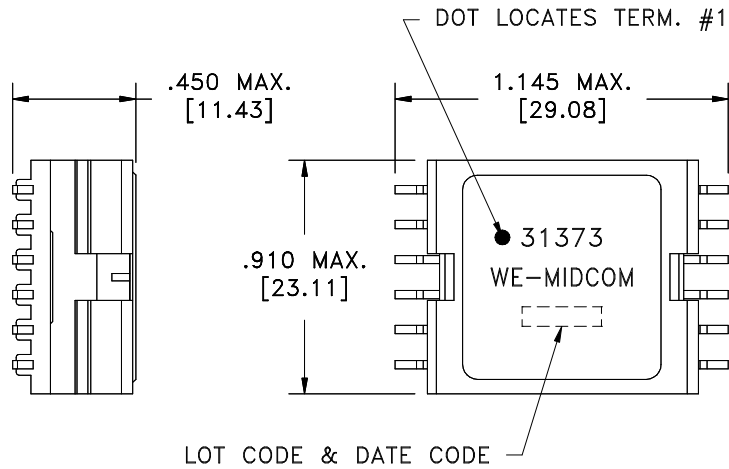 DOT LOCATES TERM. #1
.450 MAX.
[11.43]
1.145 MAX.
[29.08]
.910 MAX.
[23.11]
31373
WE-MIDCOM
LOT CODE & DATE CODE